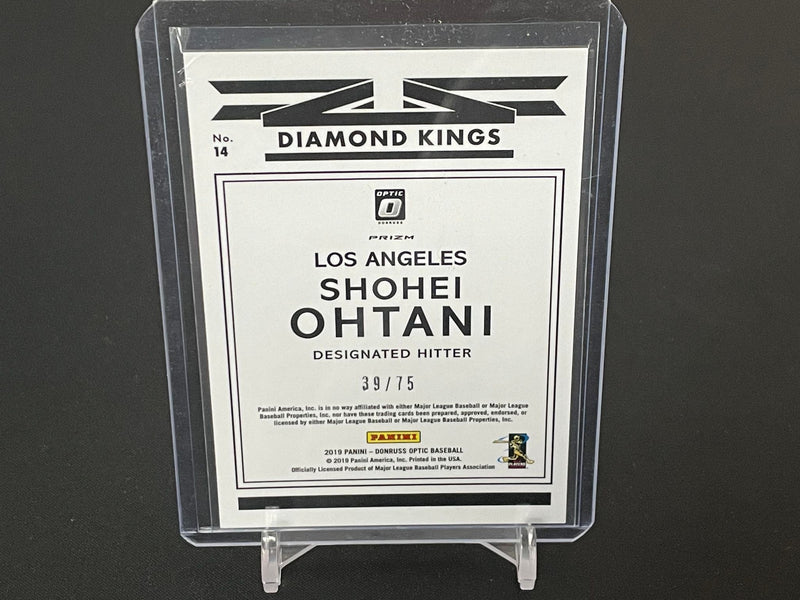 DIAMOND KINGS
No.
14
OPTIC
O
DONRUSS
PRIZM
LOS ANGELES
SHOHEI
OHTANI
DESIGNATED HITTER
39/75
Panini America, Inc. is in no way affiliated with either Major League Baseball or Major League
Baseball Properties, Inc. nor have these trading cards been prepared, approved, endorsed, or
licensed by either Major League Baseball or Major League Baseball Properties, Inc.
PANINI
2019 PANINI – DONRUSS OPTIC BASEBALL
© 2019 Panini America, Inc. Printed in the USA.
Officially Licensed Product of Major League Baseball Players Association
PLAYERS